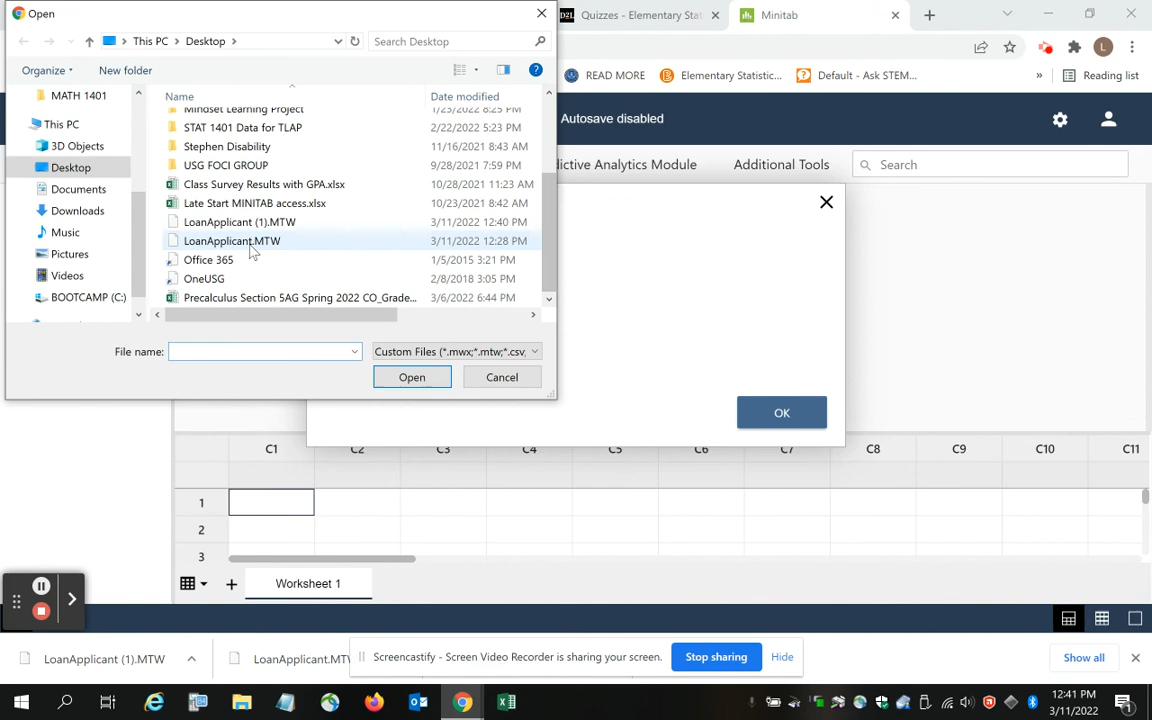 Open
Quizzes - Elementary Sta
Minitab
This PC
Desktop
Search Desktop
READ MORE
Elementary Statistic...
Default - Ask STEM...
»
Reading list
L
Organize
New folder
Name
Date modified
MATH 1401
This PC
3D Objects
Desktop
Documents
Downloads
Music
Pictures
Videos
BOOTCAMP (C:)
Mindset Learning Project 1/23/2022 8:25 PM
STAT 1401 Data for TLAP 2/22/2022 5:23 PM
Stephen Disability 11/16/2021 8:43 AM
USG FOCI GROUP 9/28/2021 7:59 PM
Class Survey Results with GPA.xlsx 10/28/2021 11:23 AM
Late Start MINITAB access.xlsx 10/23/2021 8:42 AM
LoanApplicant (1).MTW 3/11/2022 12:40 PM
LoanApplicant.MTW 3/11/2022 12:28 PM
Office 365 1/5/2015 3:21 PM
OneUSG 2/8/2018 3:05 PM
Precalculus Section 5AG Spring 2022 CO_Grade... 3/6/2022 6:44 PM
File name:
Custom Files (*.mwx;*.mtw;*.csv,
Open
Cancel
Autosave disabled
dictive Analytics Module
Additional Tools
Search
OK
C1 C2 C3 C4 C5 C6 C7 C8 C9 C10 C11
1
2
3
Worksheet 1
LoanApplicant (1).MTW
LoanApplicant.MTW
Screencastify - Screen Video Recorder is sharing your screen.
Stop sharing
Hide
Show all
12:41 PM
3/11/2022
1